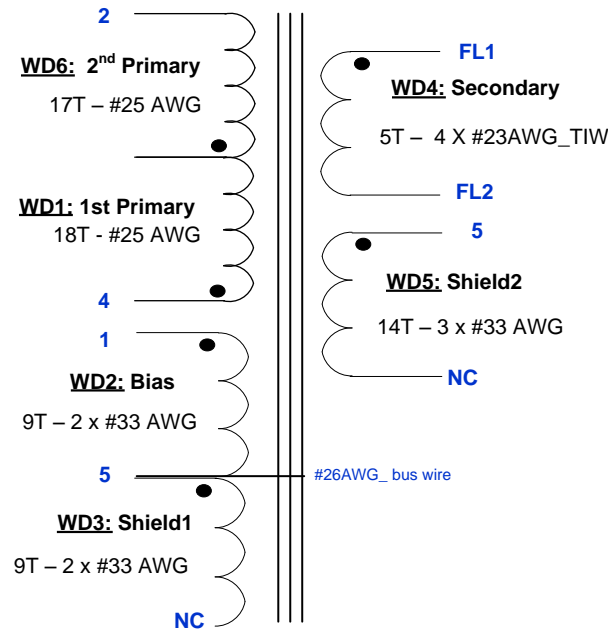 2
WD6: 2nd Primary
17T – #25 AWG
WD1: 1st Primary
18T - #25 AWG
4
1
WD2: Bias
9T – 2 x #33 AWG
5
#26AWG_ bus wire
WD3: Shield1
9T – 2 x #33 AWG
NC
FL1
WD4: Secondary
5T – 4 X #23AWG_TIW
FL2
5
WD5: Shield2
14T – 3 x #33 AWG
NC